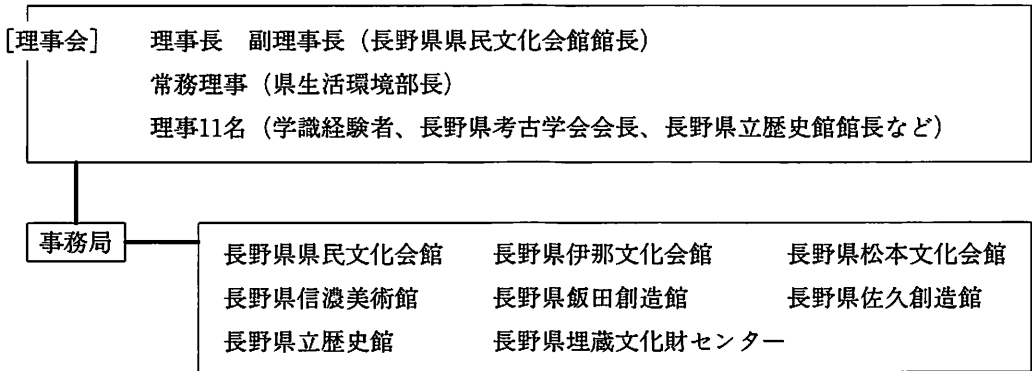 [理事会] 理事長 副理事長（長野県県民文化会館館長）
常務理事（県生活環境部長）
理事11名（学識経験者、長野県考古学会会長、長野県立歴史館館長など）
事務局
長野県県民文化会館 長野県伊那文化会館 長野県松本文化会館
長野県信濃美術館 長野県飯田創造館 長野県佐久創造館
長野県立歴史館 長野県埋蔵文化財センター